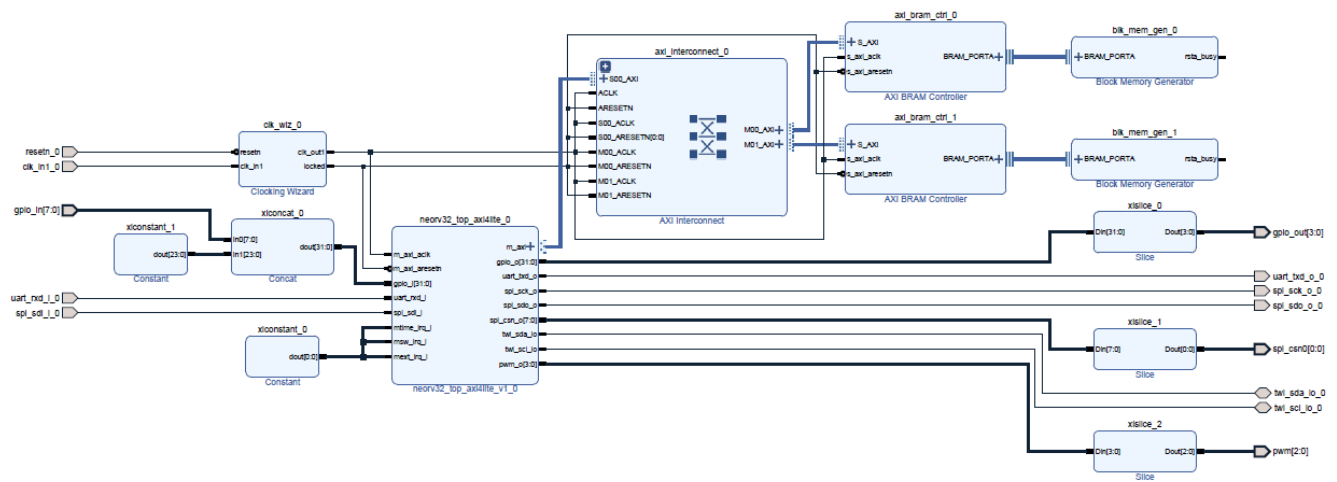 resetn_0
clk_in1_0
gpio_in[7:0]
uart_rxd_i_0
spi_sdi_i_0
clk_wiz_0
resetn
clk_in1
clk_out1
locked
Clocking Wizard
xlconstant_1
dout[23:0]
Constant
xlconcat_0
In0[7:0]
In1[23:0]
dout[31:0]
Concat
xlconstant_0
dout[0:0]
Constant
neorv32_top_axi4lite_0
m_axi_aclk
m_axi_aresetn
gpio_i[31:0]
uart_rxd_i
spi_sdi_i
mtime_irq_i
msw_irq_i
mext_irq_i
m_axi
gpio_o[31:0]
uart_txd_o
spi_sck_o
spi_sdo_o
spi_csn_o[7:0]
twi_sda_io
twi_scl_io
pwm_o[3:0]
neorv32_top_axi4lite_v1_0
axi_interconnect_0
S00_AXI
ACLK
ARESETN
S00_ACLK
S00_ARESETN[0:0]
M00_ACLK
M00_ARESETN
M01_ACLK
M01_ARESETN
M00_AXI
M01_AXI
AXI Interconnect
axi_bram_ctrl_0
S_AXI
s_axi_aclk
s_axi_aresetn
BRAM_PORTA
AXI BRAM Controller
axi_bram_ctrl_1
S_AXI
s_axi_aclk
s_axi_aresetn
BRAM_PORTA
AXI BRAM Controller
blk_mem_gen_0
BRAM_PORTA
rsta_busy
Block Memory Generator
blk_mem_gen_1
BRAM_PORTA
rsta_busy
Block Memory Generator
xlslice_0
Din[31:0]
Dout[3:0]
Slice
xlslice_1
Din[7:0]
Dout[0:0]
Slice
xlslice_2
Din[3:0]
Dout[2:0]
Slice
gpio_out[3:0]
uart_txd_o_0
spi_sck_o_0
spi_sdo_o_0
spi_csn0[0:0]
twi_sda_io_0
twi_scl_io_0
pwm[2:0]